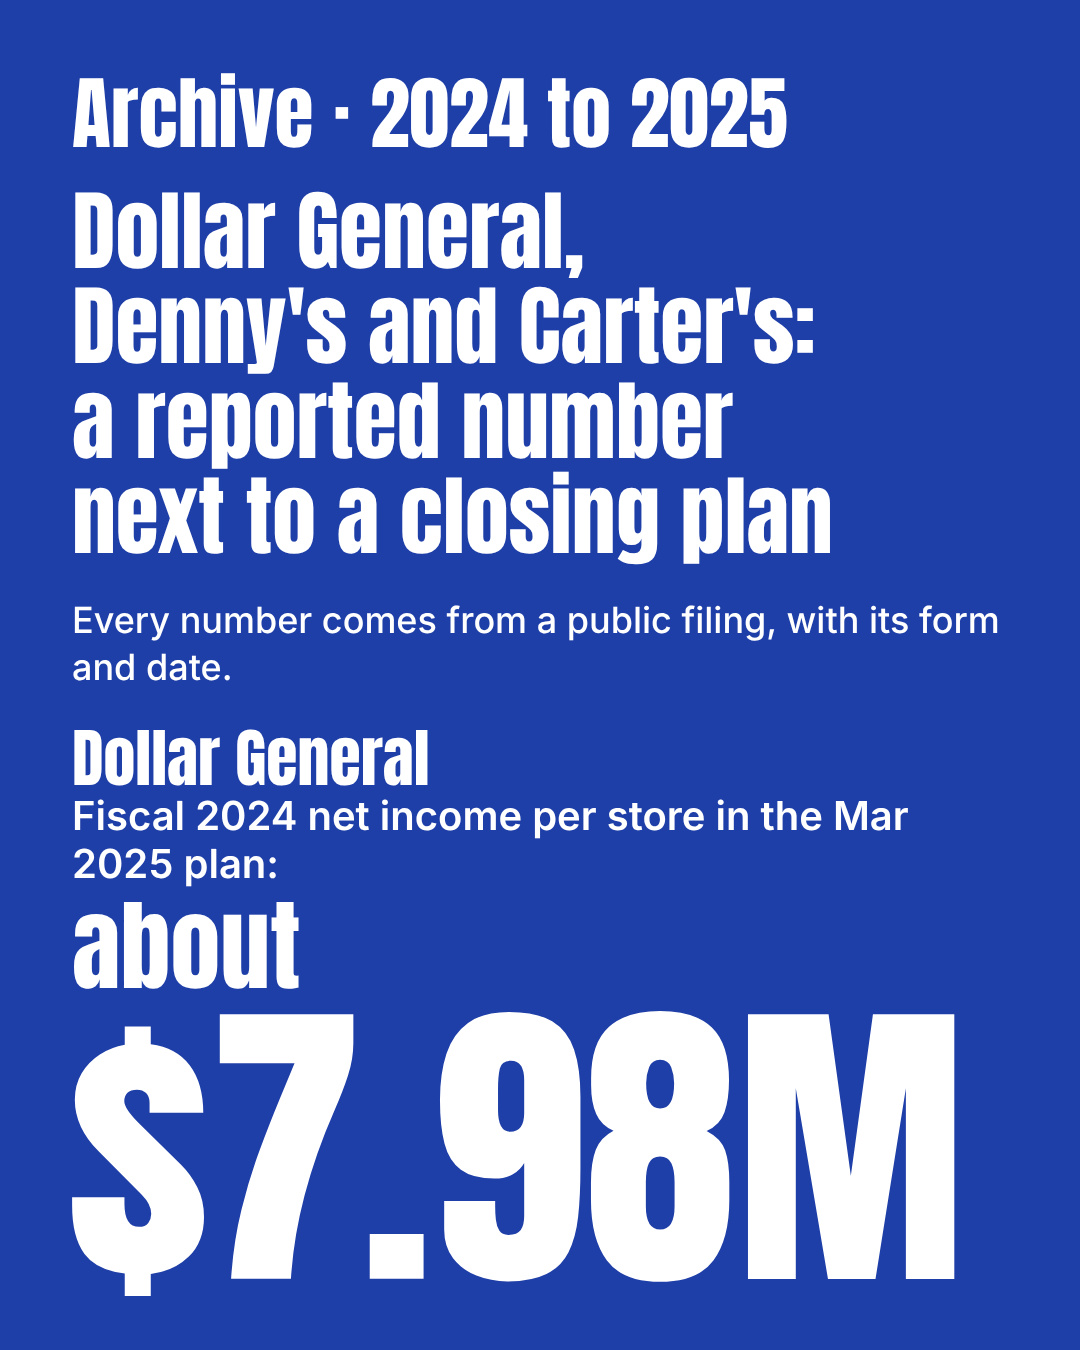 Archive · 2024 to 2025
Dollar General,
Denny's and Carter's:
a reported number
next to a closing plan
Every number comes from a public filing, with its form
and date.
Dollar General
Fiscal 2024 net income per store in the Mar
2025 plan:
about
$7.98M